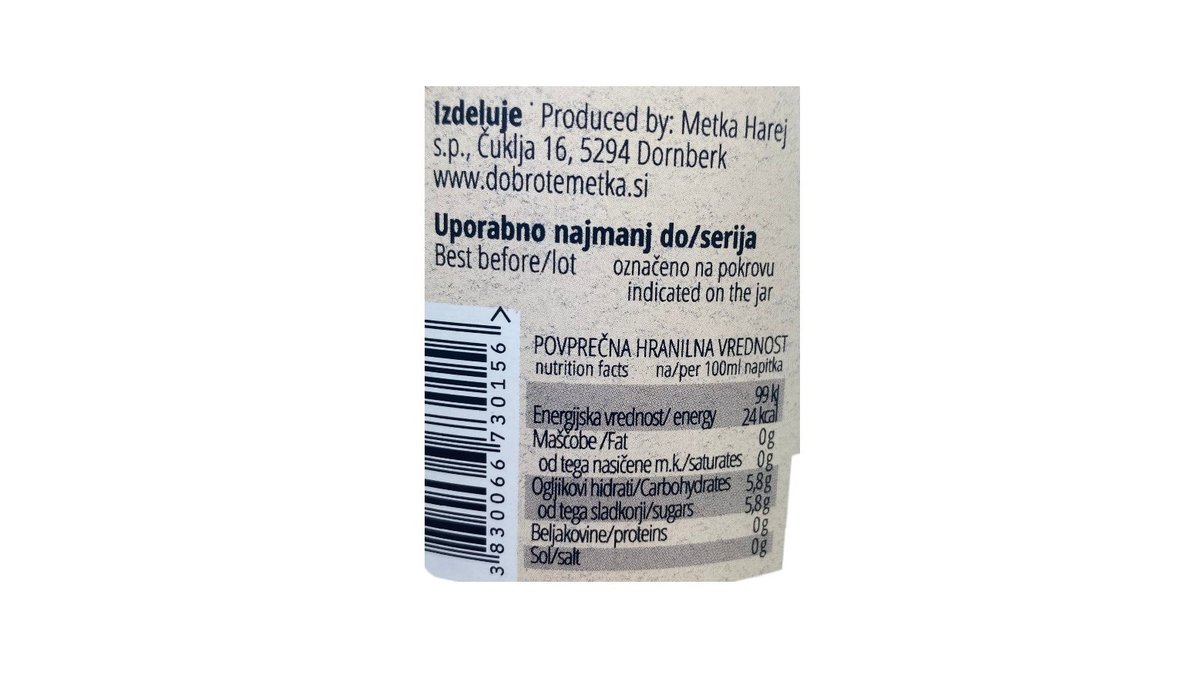 Izdeluje Produced by: Metka Harej
s.p., Čuklja 16, 5294 Dornberk
www.dobrotemetka.si
Uporabno najmanj do/serija
Best before/lot označeno na pokrovu
indicated on the jar
POVPREČNA HRANILNA VREDNOST
nutrition facts na/per 100ml napitka
99 kJ
Energijska vrednost/ energy 24 kcal
Maščobe /Fat 0g
od tega nasičene m.k./saturates 0g
Ogljikovi hidrati/Carbohydrates 5,8g
od tega sladkorji/sugars 5,8g
Beljakovine/proteins 0g
Sol/salt 0g
3830066730156>